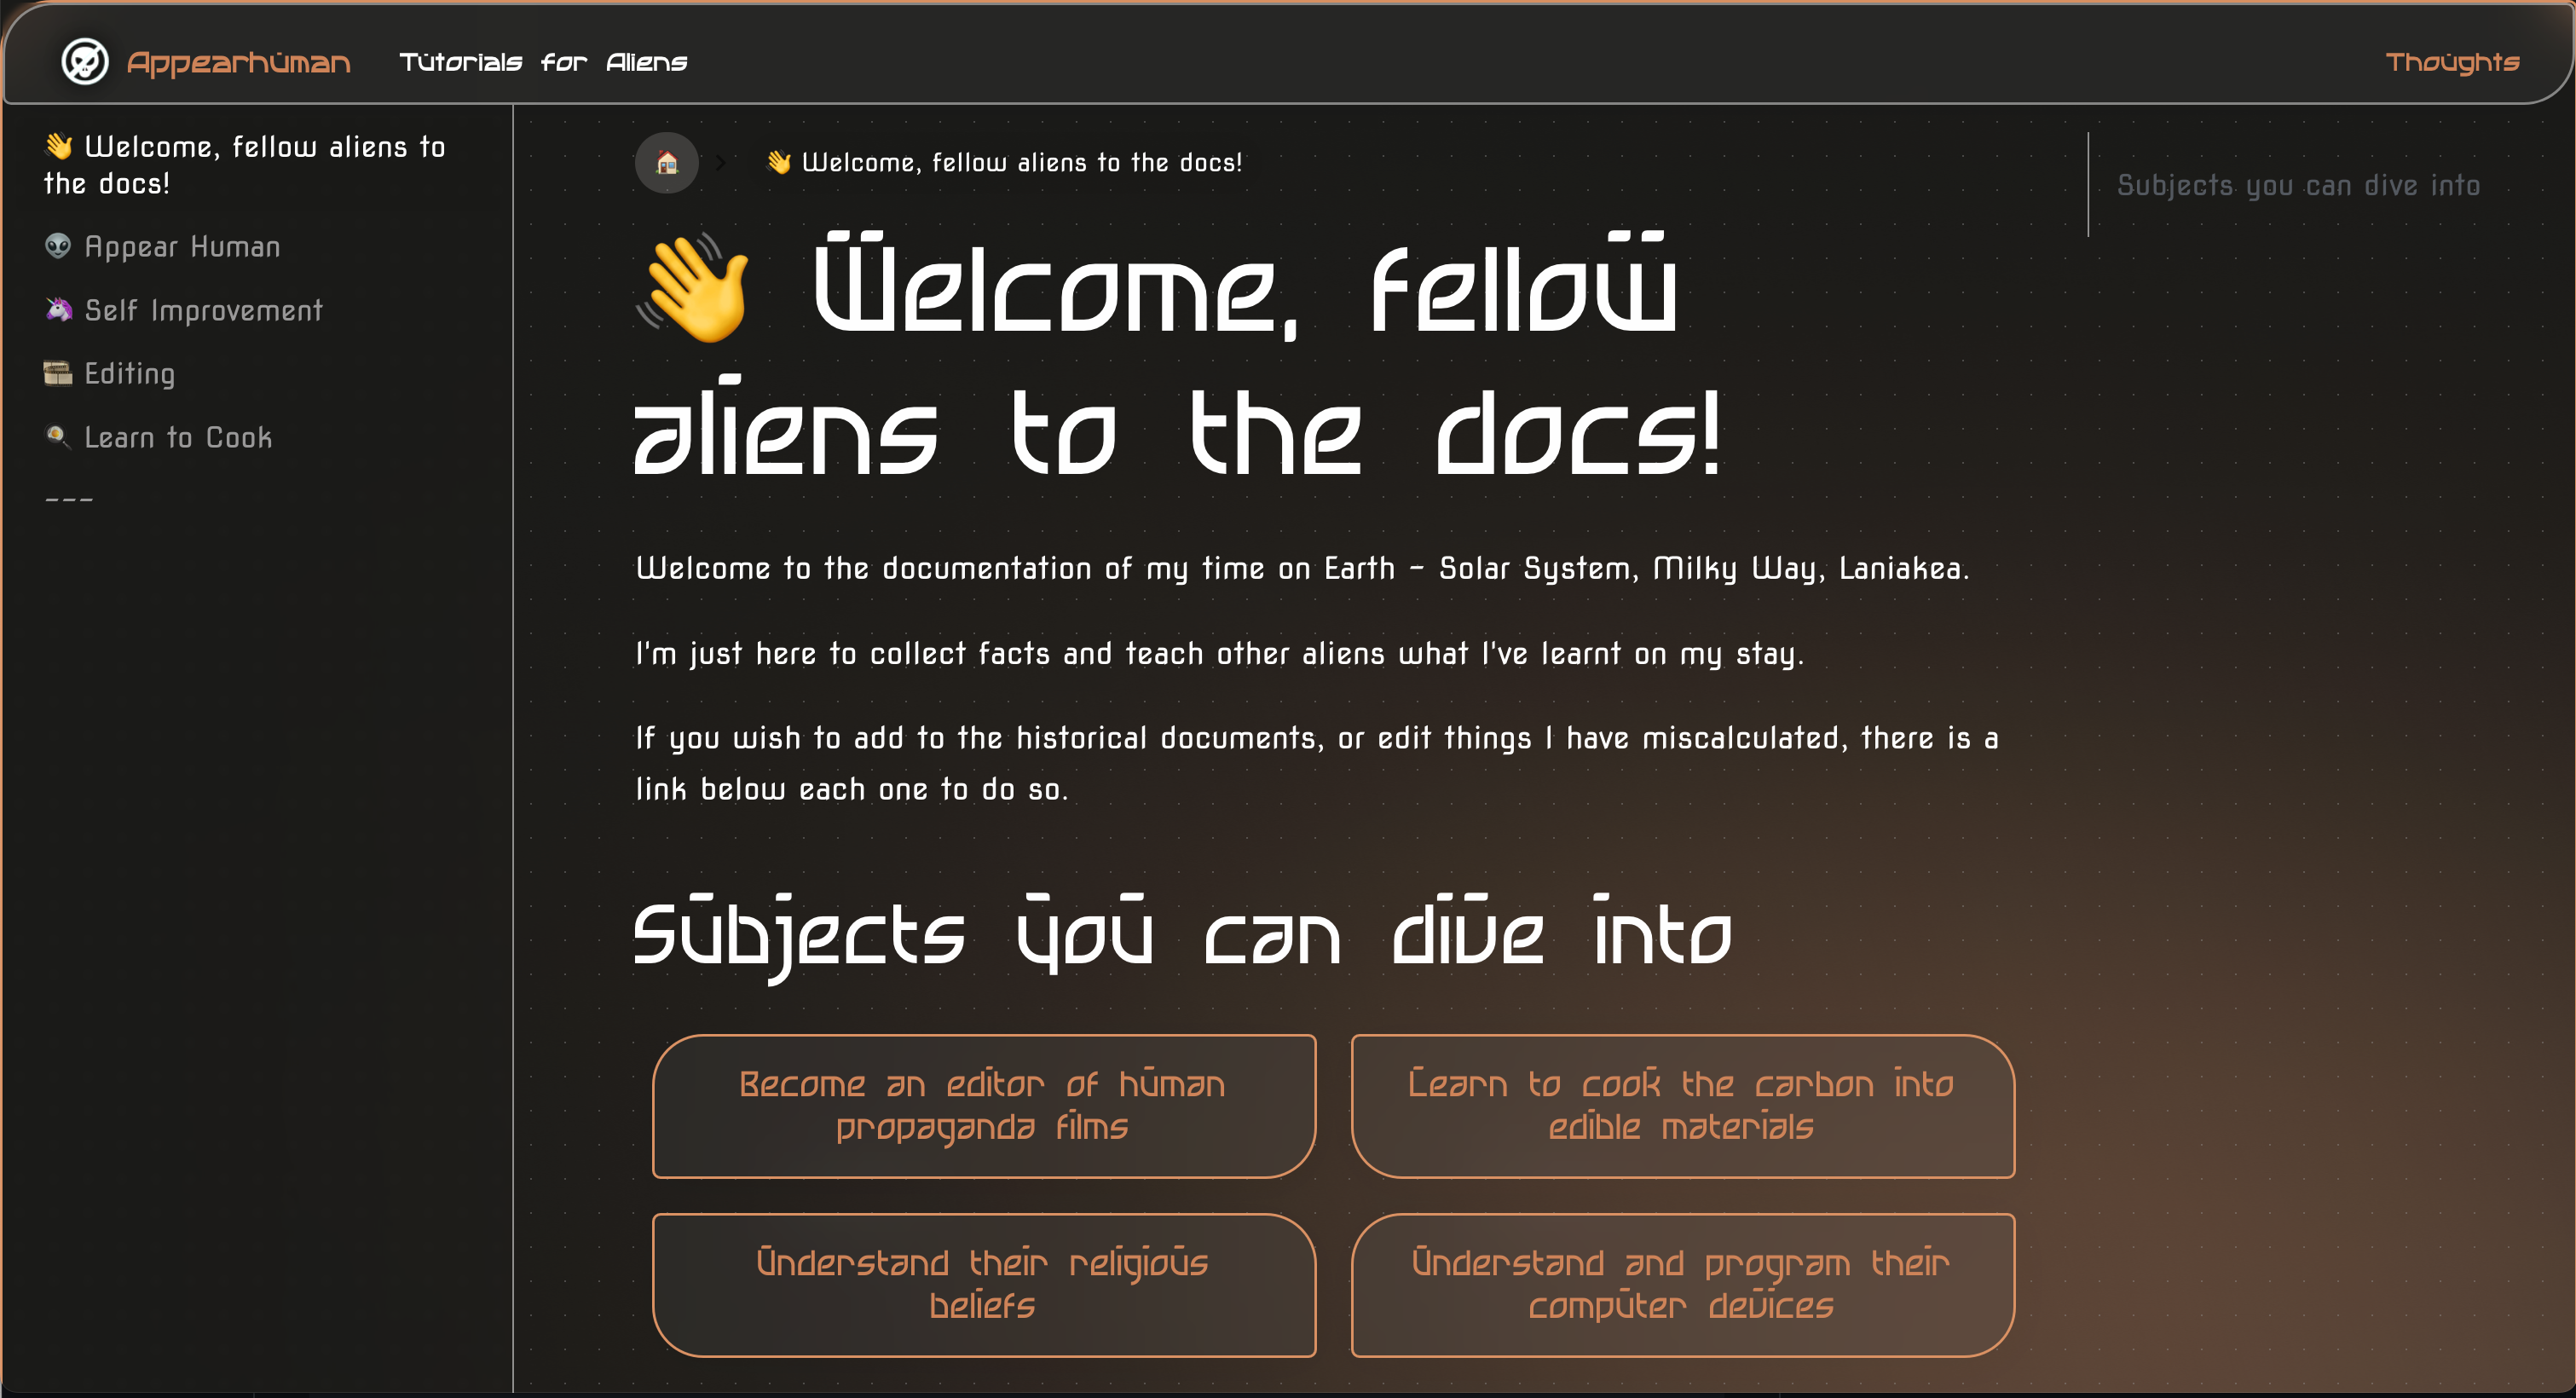 Appearhuman
Tutorials for Aliens
Thoughts
👋 Welcome, fellow aliens to
the docs!
👽 Appear Human
🦄 Self Improvement
Editing
🍳 Learn to Cook
---
🏠 > 👋 Welcome, fellow aliens to the docs!
👋 Welcome, fellow
aliens to the docs!
Welcome to the documentation of my time on Earth - Solar System, Milky Way, Laniakea.
I'm just here to collect facts and teach other aliens what I've learnt on my stay.
If you wish to add to the historical documents, or edit things I have miscalculated, there is a
link below each one to do so.
Subjects you can dive into
Become an editor of human
propaganda films
Learn to cook the carbon into
edible materials
Understand their religious
beliefs
Understand and program their
computer devices
Subjects you can dive into